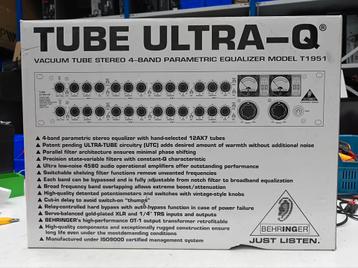 TUBE ULTRA-Q®
VACUUM TUBE STEREO 4-BAND PARAMETRIC EQUALIZER MODEL T1951
▲ 4-band parametric stereo equalizer with hand-selected 12AX7 tubes
▲ Patent pending ULTRA-TUBE circuitry (UTC) adds desired amount of warmth without additional noise
▲ Parallel filter architecture ensures minimal phase shifting
▲ Precision state-variable filters with constant-Q characteristic
▲ Ultra low-noise 4580 audio operational amplifiers offer outstanding performance
▲ Switchable shelving filter functions remove unwanted frequencies
▲ Each band can be bypassed and is fully adjustable from notch filter to broadband equalization
▲ Broad frequency band overlapping allows extreme boost/attenuation
▲ High-quality detented potentiometers and switches with vintage-style knobs
▲ Cut-in delay to avoid switch-on "thumps"
▲ Relay-controlled hard bypass with auto-bypass function in case of power failure
▲ Servo-balanced gold-plated XLR and 1/4" TRS inputs and outputs
▲ BEHRINGER's high-performance OT-1 output transformer retrofitable
▲ High-quality components and exceptionally rugged construction ensure
long life even under the most demanding conditions
▲ Manufactured under ISO9000 certified management system
BEHRINGER
JUST LISTEN.